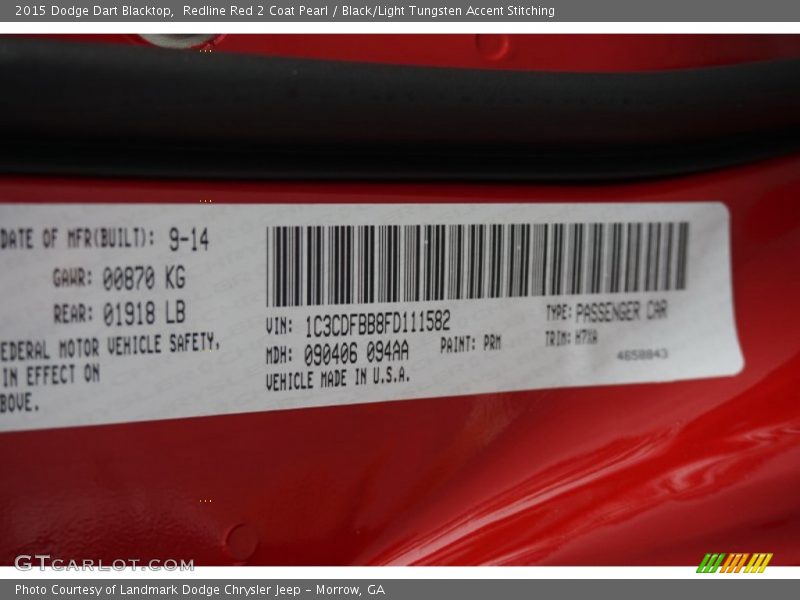 2015 Dodge Dart Blacktop,  Redline Red 2 Coat Pearl / Black/Light Tungsten Accent Stitching
DATE OF MFR(BUILT): 9-14
GAWR: 00870 KG
REAR: 01918 LB
EDERAL MOTOR VEHICLE SAFETY,
IN EFFECT ON
BOVE.
VIN: 1C3CDFBB8FD111582
TYPE: PASSENGER CAR
MDH: 090406 094AA
PAINT: PRM
TRIM: H7XA
VEHICLE MADE IN U.S.A.
4658843
GTCARLOT.COM
Photo Courtesy of Landmark Dodge Chrysler Jeep – Morrow, GA